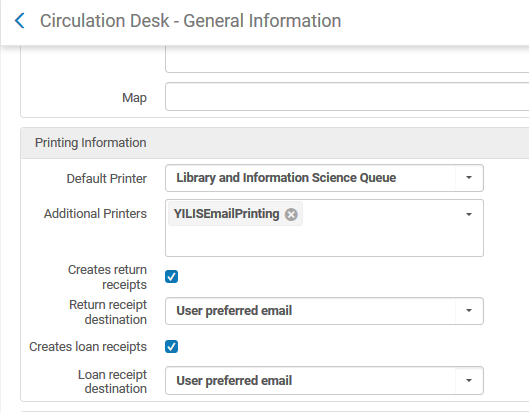 Circulation Desk - General Information
Map
Printing Information
Default Printer
Library and Information Science Queue
Additional Printers
YILISEmailPrinting
Creates return
receipts
Return receipt
destination
User preferred email
Creates loan receipts
Loan receipt
destination
User preferred email